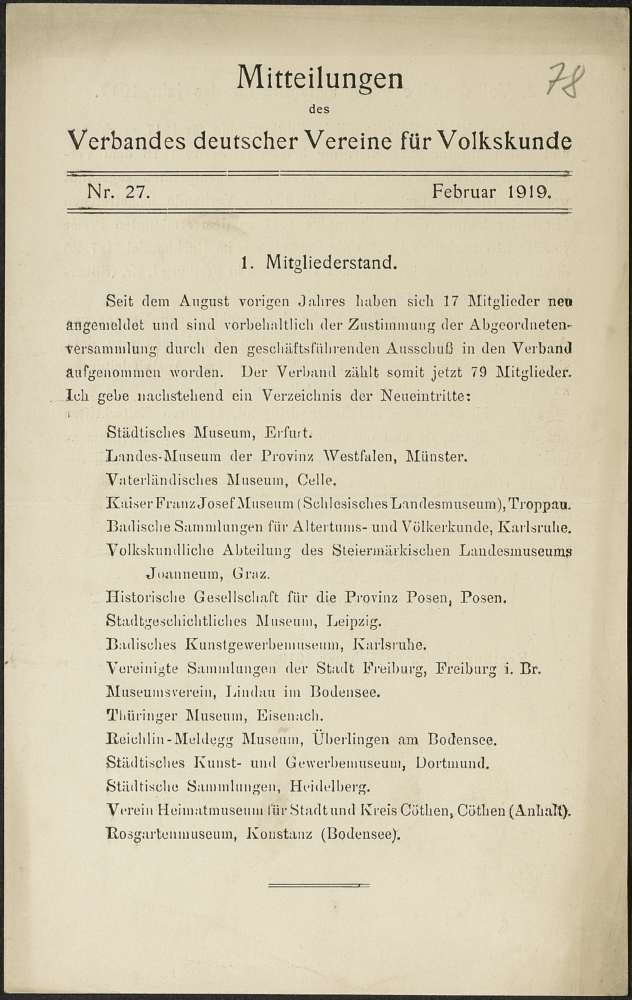 Mitteilungen
78
des
Verbandes deutscher Vereine für Volkskunde
Nr. 27.
Februar 1919.
1. Mitgliederstand.
Seit dem August vorigen Jahres haben sich 17 Mitglieder neu
angemeldet und sind vorbehaltlich der Zustimmung der Abgeordneten-
versammlung durch den geschäftsführenden Ausschuß in den Verband
aufgenommen worden. Der Verband zählt somit jetzt 79 Mitglieder.
Ich gebe nachstehend ein Verzeichnis der Neueintritte:
Städtisches Museum, Erfurt.
Landes-Museum der Provinz Westfalen, Münster.
Vaterländisches Museum, Celle.
Kaiser Franz Josef Museum (Schlesisches Landesmuseum), Troppau.
Badische Sammlungen für Altertums- und Völkerkunde, Karlsruhe.
Volkskundliche Abteilung des Steiermärkischen Landesmuseums
Joanneum, Graz.
Historische Gesellschaft für die Provinz Posen, Posen.
Stadtgeschichtliches Museum, Leipzig.
Badisches Kunstgewerbemuseum, Karlsruhe.
Vereinigte Sammlungen der Stadt Freiburg, Freiburg i. Br.
Museumsverein, Lindau im Bodensee.
Thüringer Museum, Eisenach.
Reichlin-Meldegg Museum, Überlingen am Bodensee.
Städtisches Kunst- und Gewerbemuseum, Dortmund.
Städtische Sammlungen, Heidelberg.
Verein Heimatmuseum für Stadt und Kreis Cöthen, Cöthen (Anhalt).
Rosgartenmuseum, Konstanz (Bodensee).